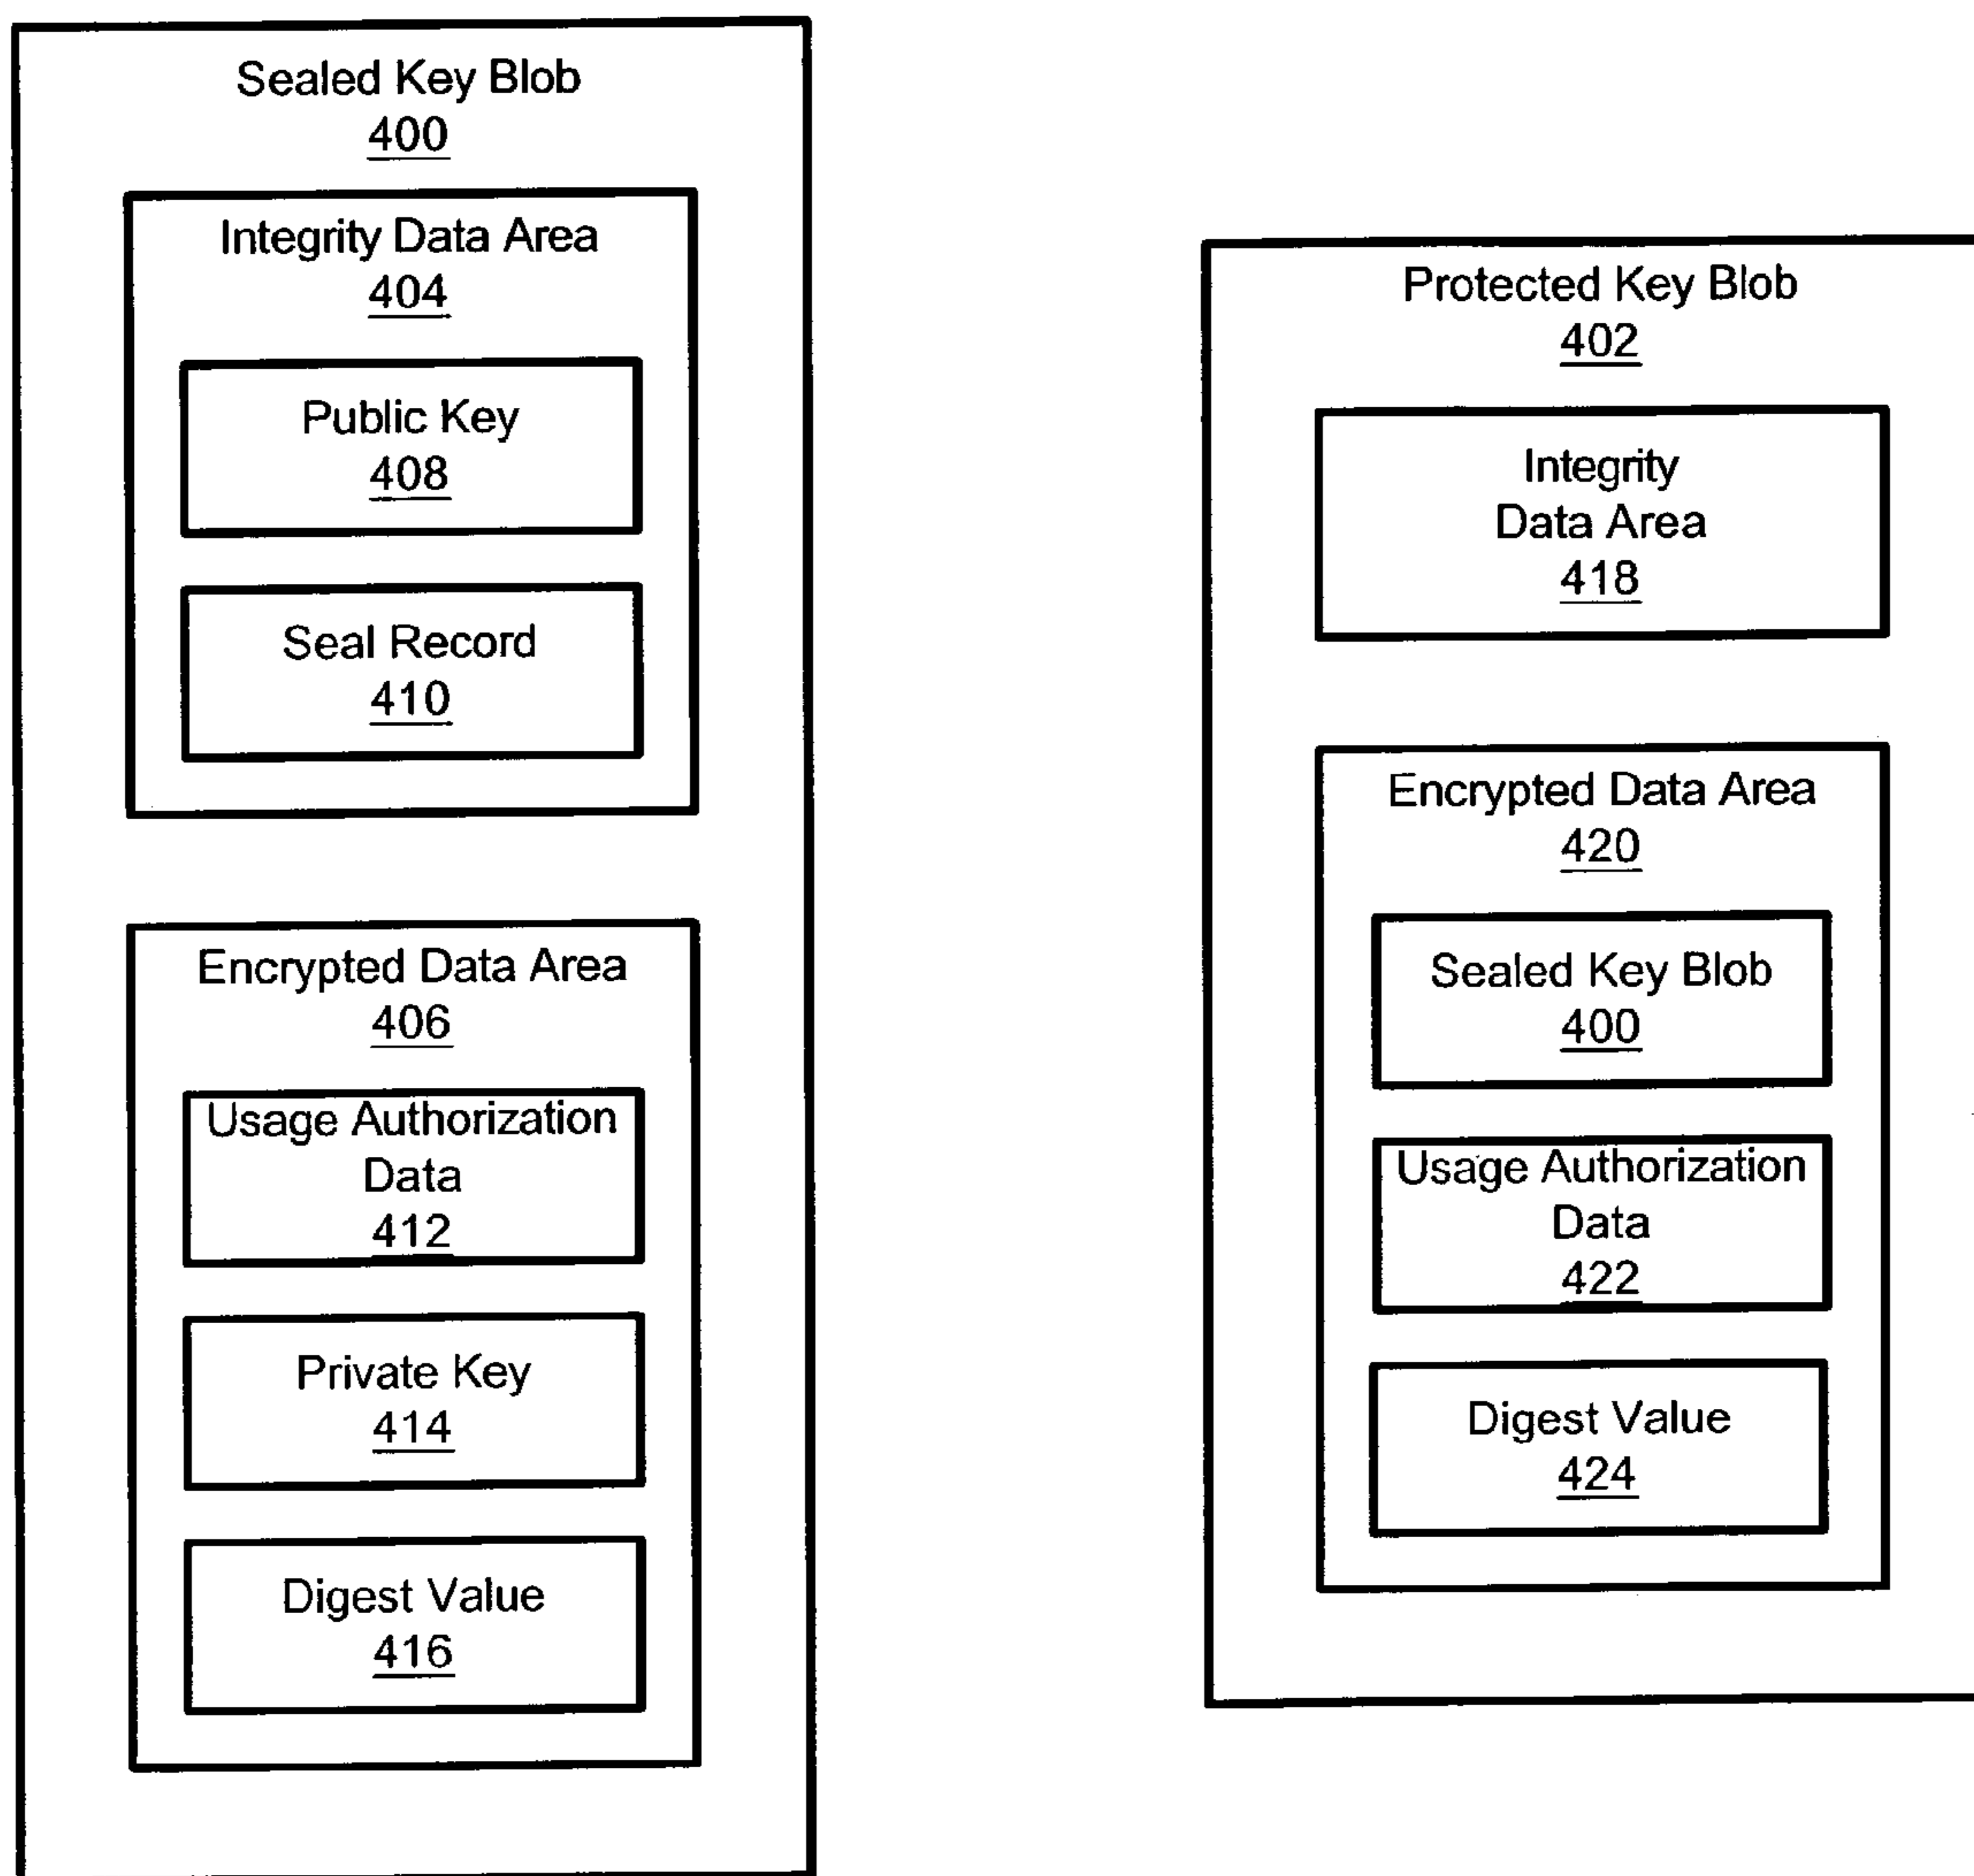 Sealed Key Blob
400
Integrity Data Area
404
Public Key
408
Seal Record
410
Encrypted Data Area
406
Usage Authorization
Data
412
Private Key
414
Digest Value
416
Protected Key Blob
402
Integrity
Data Area
418
Encrypted Data Area
420
Sealed Key Blob
400
Usage Authorization
Data
422
Digest Value
424